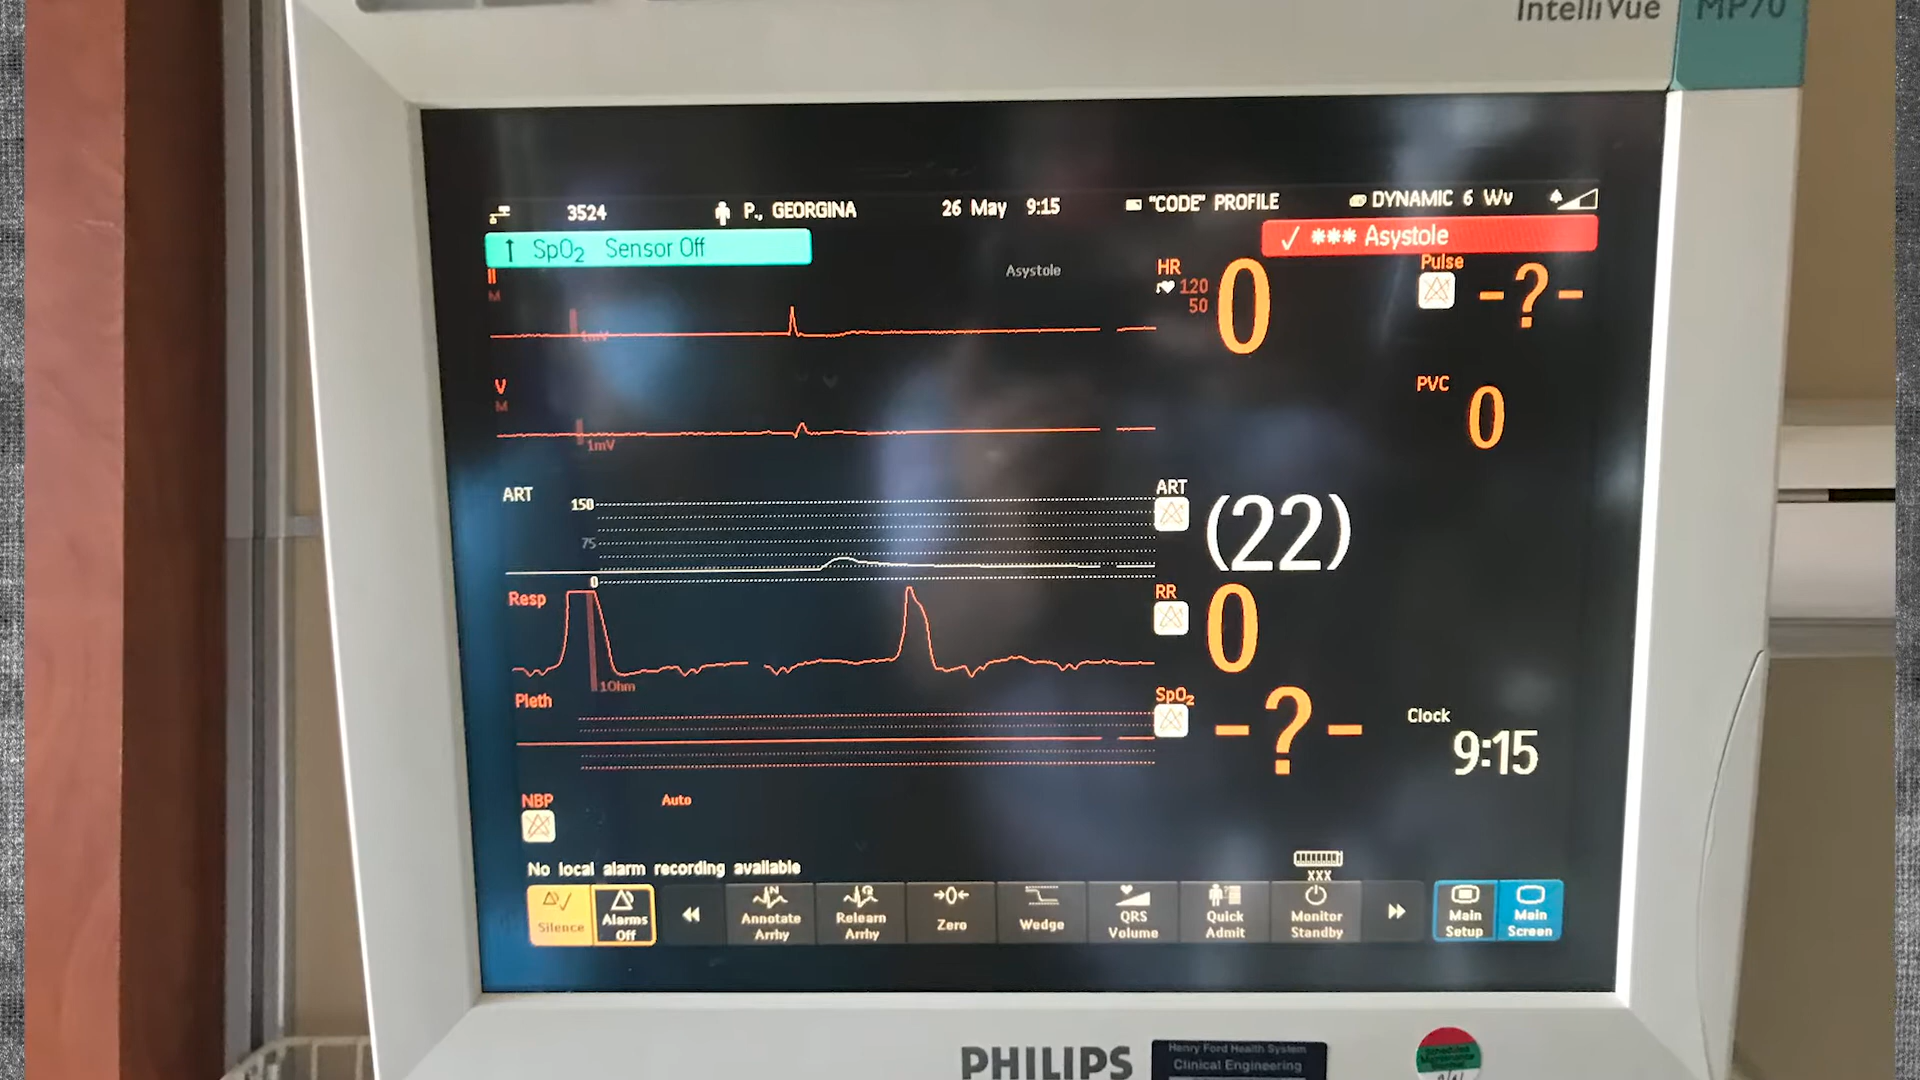 IntelliVue MP70
3524 P., GEORGINA 26 May 9:15 "CODE" PROFILE DYNAMIC 6 Wv
↑ SpO₂ Sensor Off
✓ *** Asystole
II
M
Asystole
HR
120
50
0
Pulse
-?-
1mV
V
M
1mV
PVC
0
ART
150
75
0
ART
(22)
Resp
1Ohm
RR
0
Pleth
SpO₂
-?-
Clock
9:15
NBP
Auto
No local alarm recording available
XXX
Silence
Alarms Off
Annotate Arrhy
Relearn Arrhy
Zero
Wedge
QRS Volume
Quick Admit
Monitor Standby
Main Setup
Main Screen
PHILIPS
Henry Ford Health System
Clinical Engineering